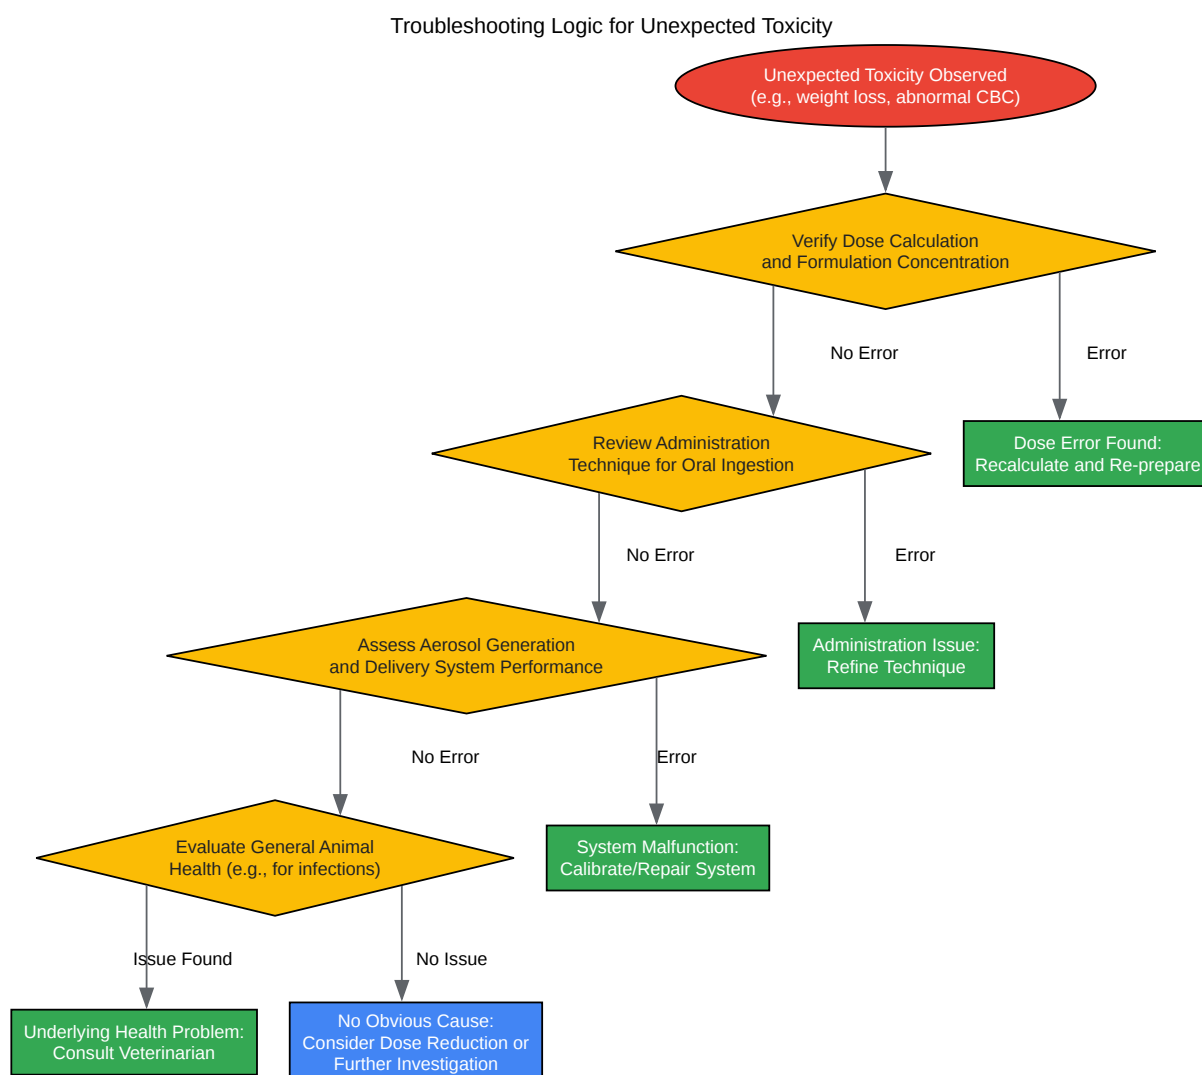 Troubleshooting Logic for Unexpected Toxicity
Unexpected Toxicity Observed
(e.g., weight loss, abnormal CBC)
Verify Dose Calculation
and Formulation Concentration
No Error
Error
Review Administration
Technique for Oral Ingestion
Dose Error Found:
Recalculate and Re-prepare
No Error
Error
Assess Aerosol Generation
and Delivery System Performance
Administration Issue:
Refine Technique
No Error
Error
Evaluate General Animal
Health (e.g., for infections)
System Malfunction:
Calibrate/Repair System
Issue Found
No Issue
Underlying Health Problem:
Consult Veterinarian
No Obvious Cause:
Consider Dose Reduction or
Further Investigation